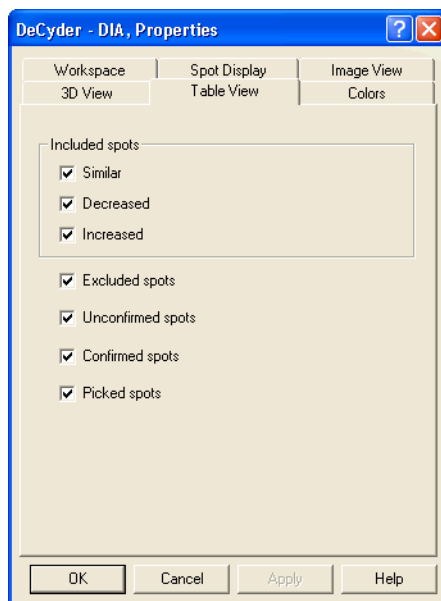 DeCyder - DIA, Properties
Workspace Spot Display Image View
3D View Table View Colors
Included spots
Similar
Decreased
Increased
Excluded spots
Unconfirmed spots
Confirmed spots
Picked spots
OK Cancel Apply Help